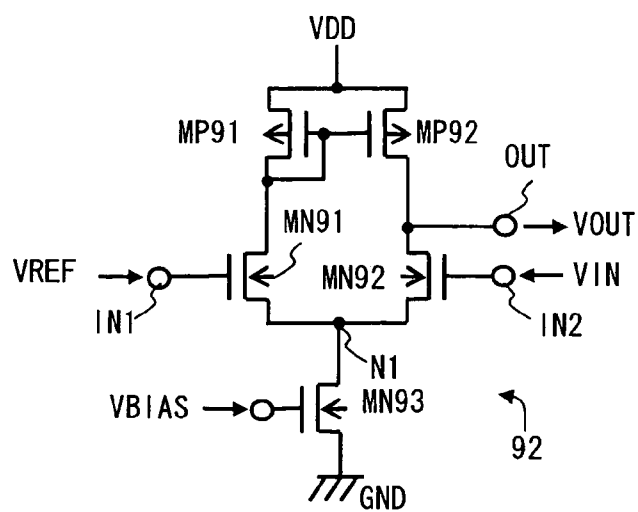 VDD
MP91
MP92
OUT
VOUT
MN91
VREF
MN92
VIN
IN1
IN2
N1
VBIAS
MN93
92
GND